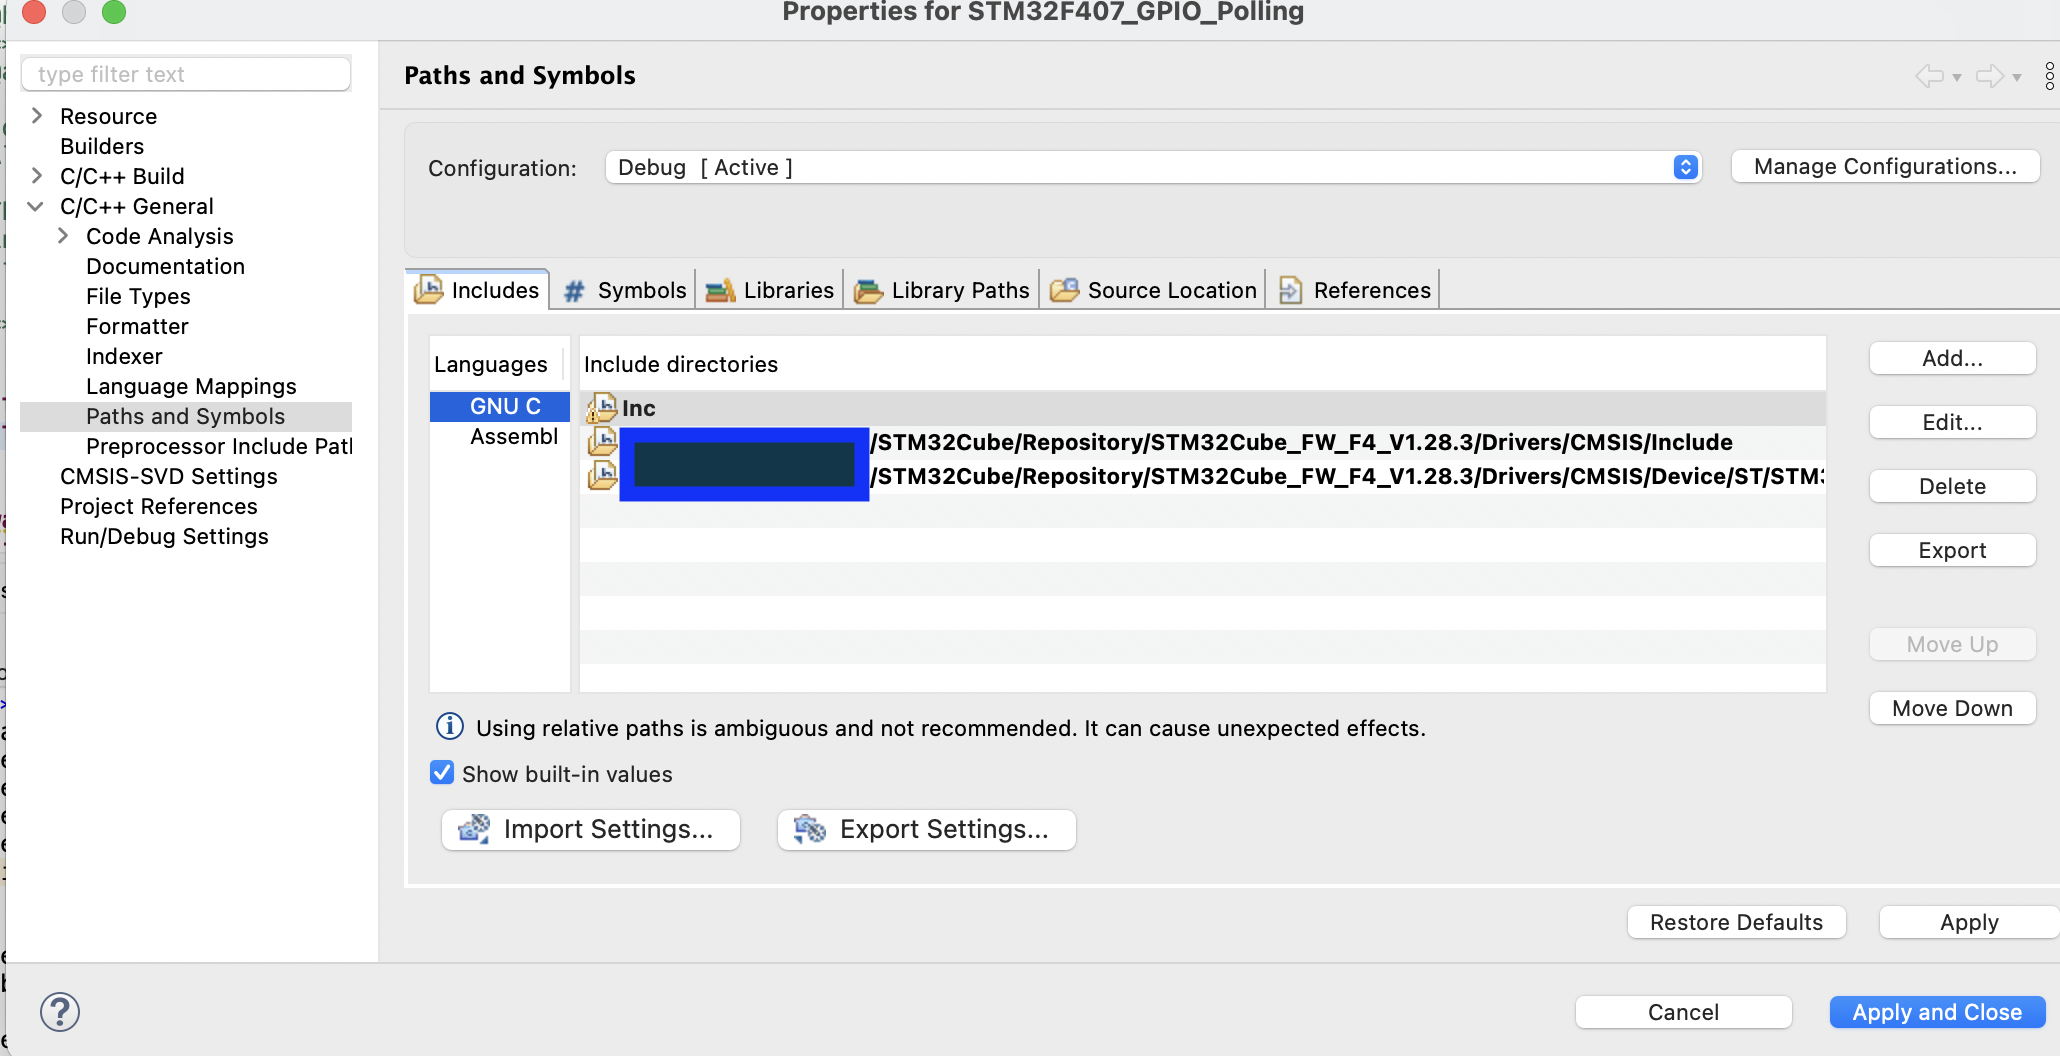 Properties for STM32F407_GPIO_Polling
type filter text
Resource
Builders
C/C++ Build
C/C++ General
Code Analysis
Documentation
File Types
Formatter
Indexer
Language Mappings
Paths and Symbols
Preprocessor Include Patl
CMSIS-SVD Settings
Project References
Run/Debug Settings
Paths and Symbols
Configuration: Debug [ Active ] Manage Configurations...
Includes # Symbols Libraries Library Paths Source Location References
Languages
GNU C
Assembl
Include directories
Inc
/STM32Cube/Repository/STM32Cube_FW_F4_V1.28.3/Drivers/CMSIS/Include
/STM32Cube/Repository/STM32Cube_FW_F4_V1.28.3/Drivers/CMSIS/Device/ST/STM
Add...
Edit...
Delete
Export
Move Up
Move Down
Using relative paths is ambiguous and not recommended. It can cause unexpected effects.
Show built-in values
Import Settings... Export Settings...
Restore Defaults Apply
? Cancel Apply and Close